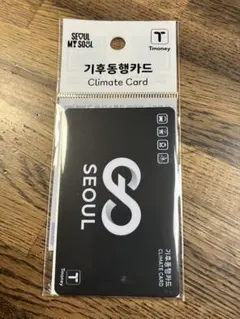 SEOUL
MY SOUL
Tmoney
기후동행카드
Climate Card
GO
SEOUL
기후동행카드
CLIMATE CARD
Tmoney